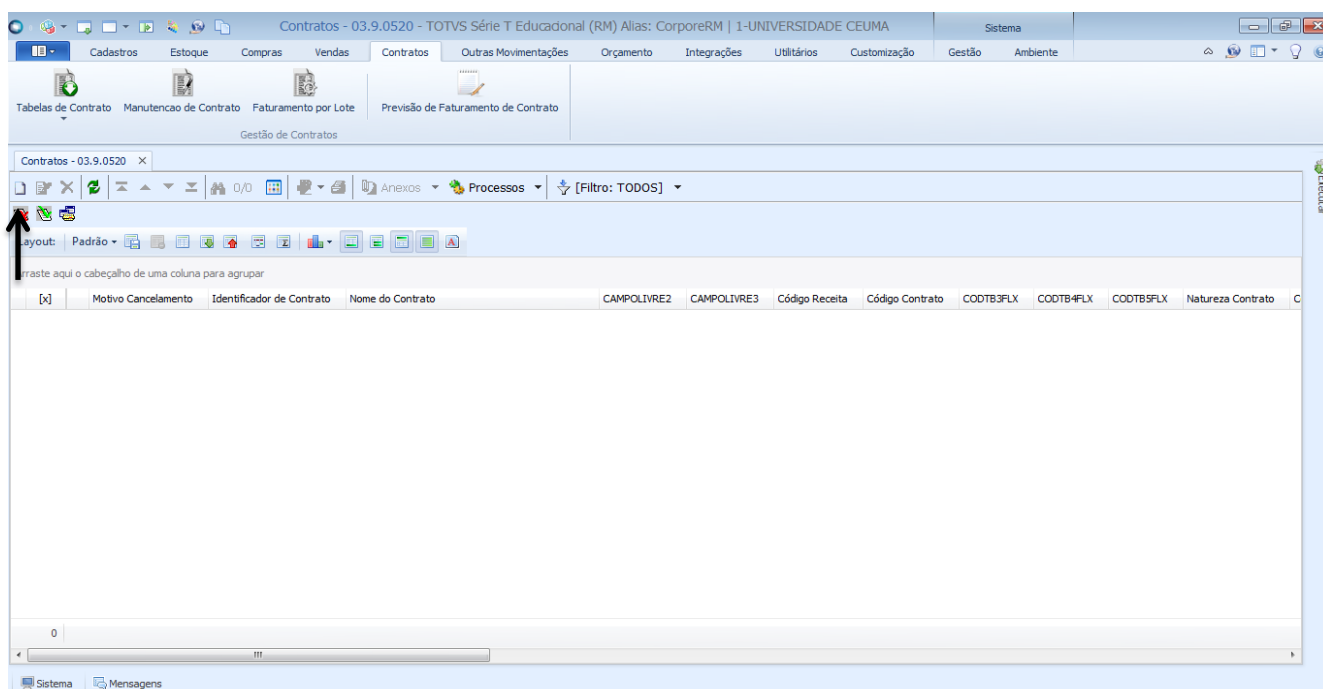 Contratos - 03.9.0520 - TOTVS Série T Educacional (RM) Alias: CorporeRM | 1-UNIVERSIDADE CEUMA
Sistema
Cadastros Estoque Compras Vendas Contratos Outras Movimentações Orçamento Integrações Utilitários Customização Gestão Ambiente
Tabelas de Contrato Manutencao de Contrato Faturamento por Lote Previsão de Faturamento de Contrato
Gestão de Contratos
Contratos - 03.9.0520
0/0 Anexos Processos [Filtro: TODOS]
Executar
Layout: Padrão
Arraste aqui o cabeçalho de uma coluna para agrupar
[x] Motivo Cancelamento Identificador de Contrato Nome do Contrato CAMPOLIVRE2 CAMPOLIVRE3 Código Receita Código Contrato CODTB3FLX CODTB4FLX CODTB5FLX Natureza Contrato C
0
Sistema Mensagens